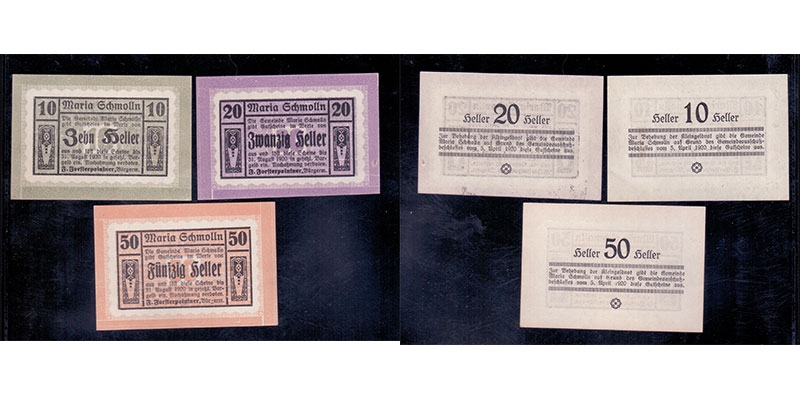 10 Maria Schmolln 10
Die Gemeinde Maria Schmolln
gibt Gutscheine im Werte von
Zehn Heller
aus und löst diese Scheine bis
31. August 1920 in gesetzl. Bar-
geld ein. Nachahmung verboten.
F. Forsterpointner, Bürgerm.
20 Maria Schmolln 20
Die Gemeinde Maria Schmolln
gibt Gutscheine im Werte von
Zwanzig Heller
aus und löst diese Scheine bis
31. August 1920 in gesetzl. Bar-
geld ein. Nachahmung verboten.
F. Forsterpointner, Bürgerm.
50 Maria Schmolln 50
Die Gemeinde Maria Schmolln
gibt Gutscheine im Werte von
Fünfzig Heller
aus und löst diese Scheine bis
31. August 1920 in gesetzl. Bar-
geld ein. Nachahmung verboten.
F. Forsterpointner, Bürgerm.
Heller 20 Heller
Zur Behebung der Kleingeldnot gibt die Gemeinde
Maria Schmolln auf Grund des Gemeindeausschuß-
beschlusses vom 5. April 1920 diese Gutscheine aus.
Heller 10 Heller
Zur Behebung der Kleingeldnot gibt die Gemeinde
Maria Schmolln auf Grund des Gemeindeausschuß-
beschlusses vom 5. April 1920 diese Gutscheine aus.
Heller 50 Heller
Zur Behebung der Kleingeldnot gibt die Gemeinde
Maria Schmolln auf Grund des Gemeindeausschuß-
beschlusses vom 5. April 1920 diese Gutscheine aus.